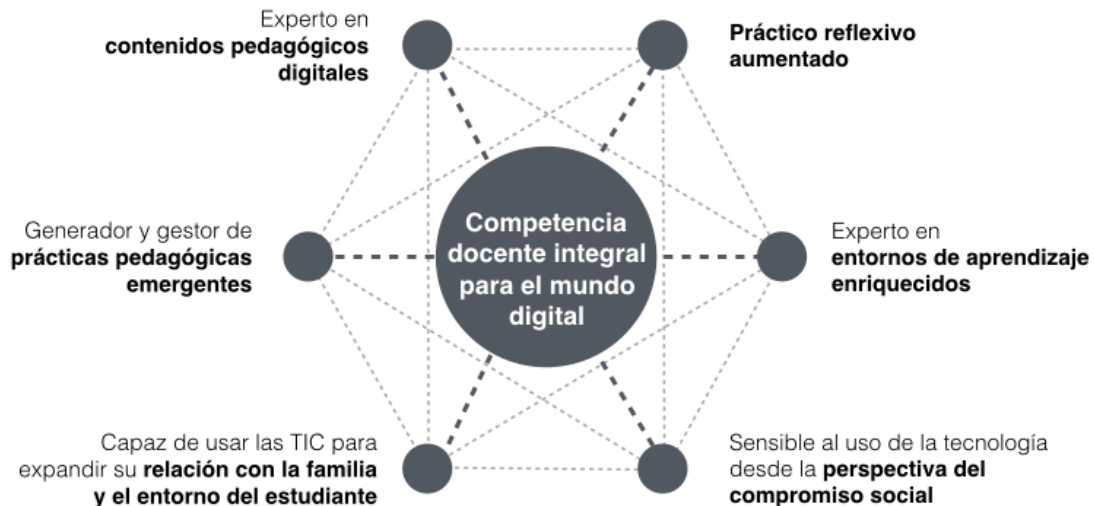 Experto en
contenidos pedagógicos
digitales
Práctico reflexivo
aumentado
Generador y gestor de
prácticas pedagógicas
emergentes
Competencia
docente integral
para el mundo
digital
Experto en
entornos de aprendizaje
enriquecidos
Capaz de usar las TIC para
expandir su relación con la familia
y el entorno del estudiante
Sensible al uso de la tecnología
desde la perspectiva del
compromiso social